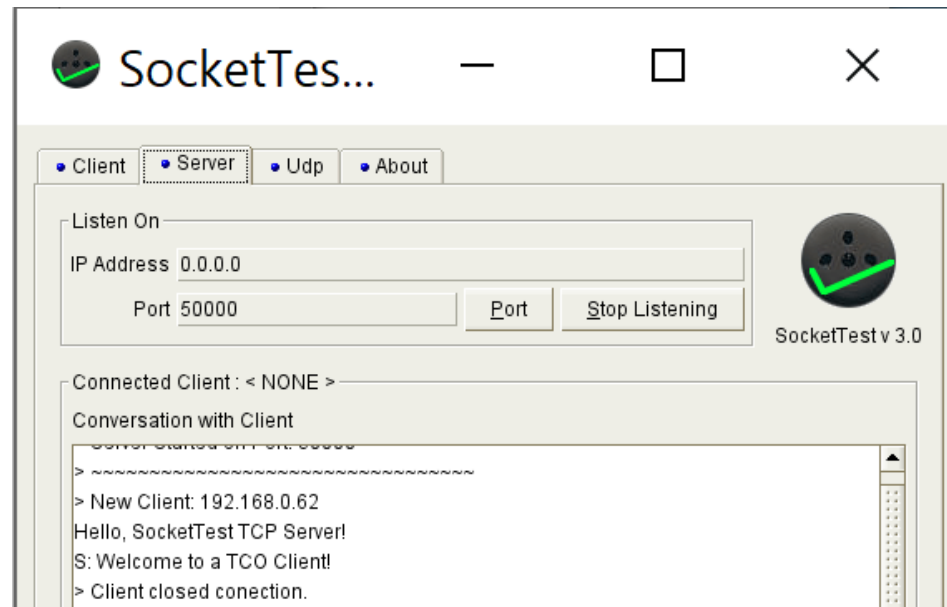 SocketTes...
Client Server Udp About
Listen On
IP Address 0.0.0.0
Port 50000 Port Stop Listening
SocketTest v 3.0
Connected Client : < NONE >
Conversation with Client
> ~~~~~~~~~~~~~~~~~~~~~~~~~~~~~~~~~
> New Client: 192.168.0.62
Hello, SocketTest TCP Server!
S: Welcome to a TCO Client!
> Client closed conection.